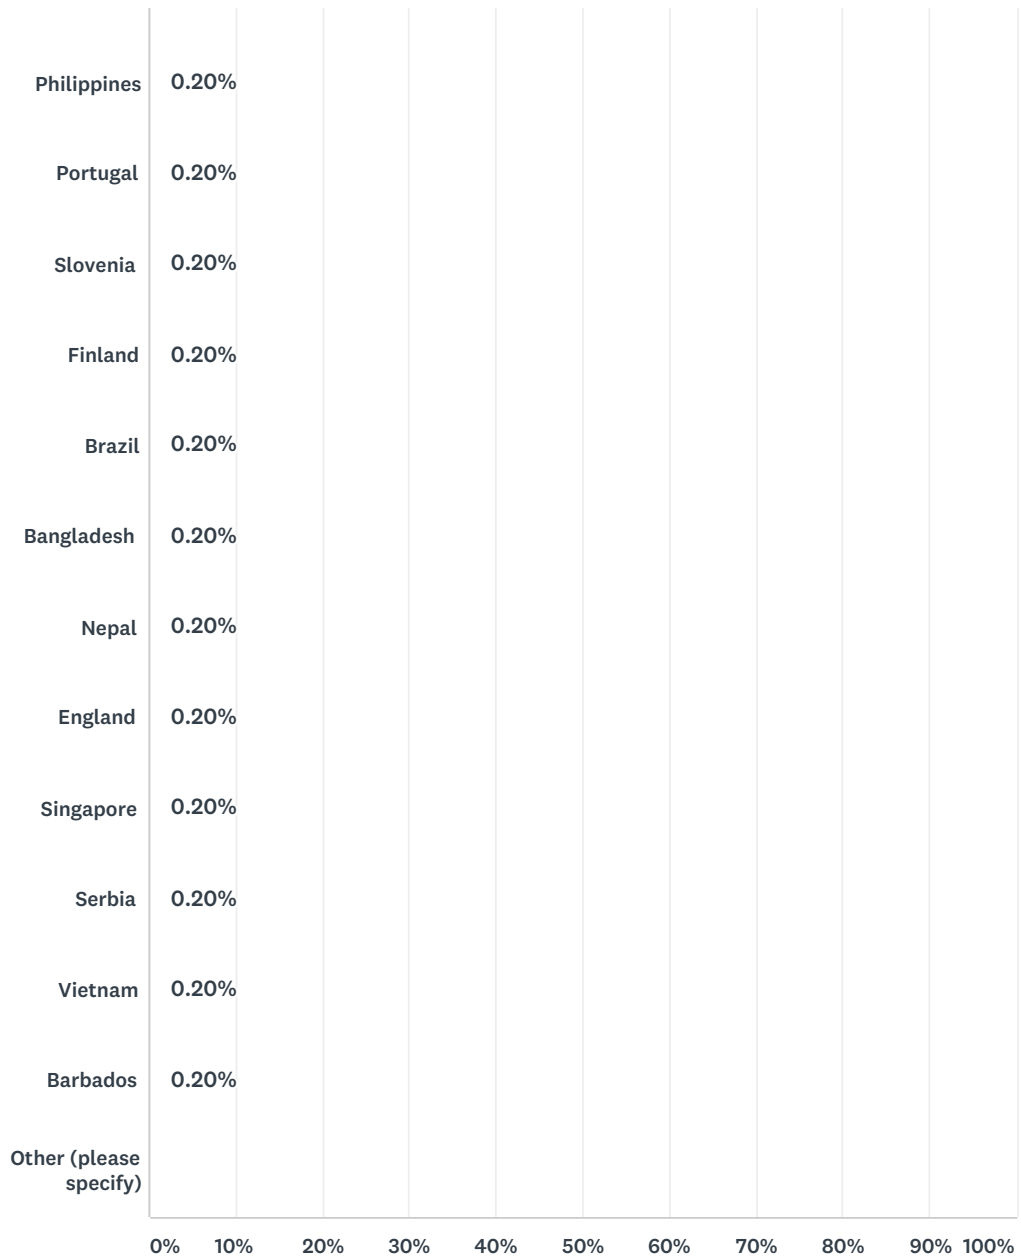 Philippines 0.20%
Portugal 0.20%
Slovenia 0.20%
Finland 0.20%
Brazil 0.20%
Bangladesh 0.20%
Nepal 0.20%
England 0.20%
Singapore 0.20%
Serbia 0.20%
Vietnam 0.20%
Barbados 0.20%
Other (please
specify)
0% 10% 20% 30% 40% 50% 60% 70% 80% 90% 100%